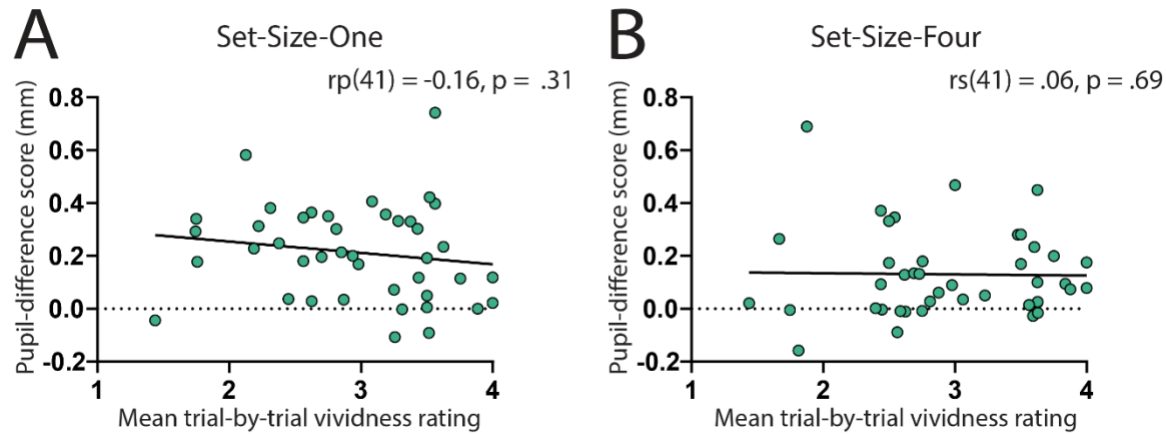 A
Set-Size-One
rp(41) = -0.16, p = .31
Pupil-difference score (mm)
0.8
0.6
0.4
0.2
0.0
-0.2
1 2 3 4
Mean trial-by-trial vividness rating
B
Set-Size-Four
rs(41) = .06, p = .69
Pupil-difference score (mm)
0.8
0.6
0.4
0.2
0.0
-0.2
1 2 3 4
Mean trial-by-trial vividness rating